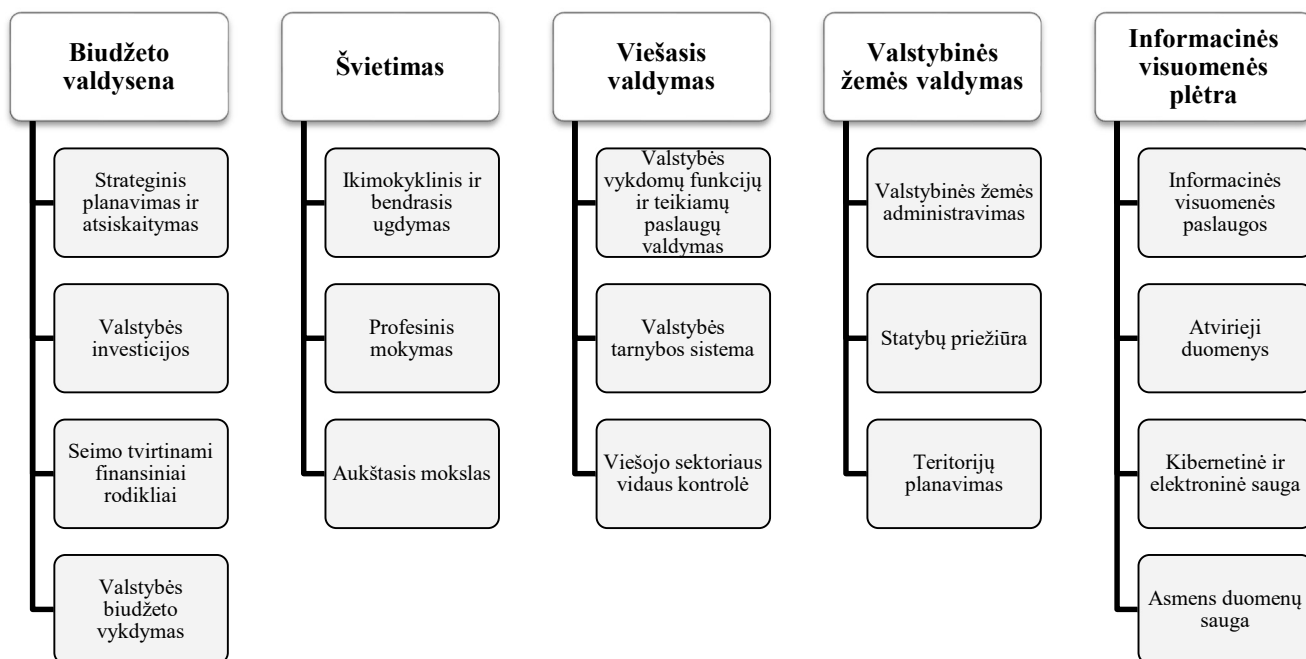 Biudžeto
valdysena
Strateginis
planavimas ir
atsiskaitymas
Valstybės
investicijos
Seimo tvirtinami
finansiniai
rodikliai
Valstybės
biudžeto
vykdymas
Švietimas
Ikimokyklinis ir
bendrasis
ugdymas
Profesinis
mokymas
Aukštasis mokslas
Viešasis
valdymas
Valstybės
vykdomų funkcijų
ir teikiamų
paslaugų
valdymas
Valstybės
tarnybos sistema
Viešojo sektoriaus
vidaus kontrolė
Valstybinės
žemės valdymas
Valstybinės žemės
administravimas
Statybų priežiūra
Teritorijų
planavimas
Informacinės
visuomenės
plėtra
Informacinės
visuomenės
paslaugos
Atvirieji
duomenys
Kibernetinė ir
elektroninė sauga
Asmens duomenų
sauga